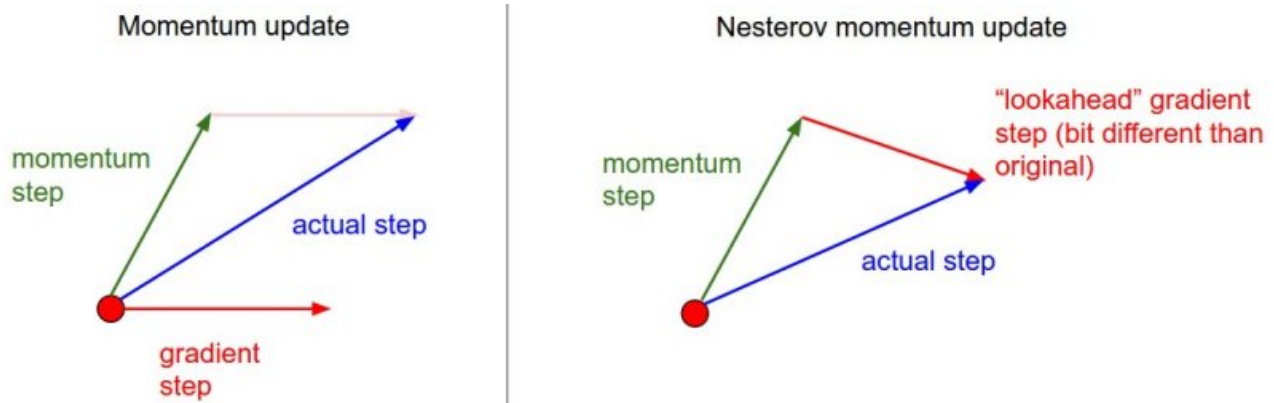 Momentum update
momentum
step
actual step
gradient
step
Nesterov momentum update
“lookahead” gradient
step (bit different than
original)
momentum
step
actual step